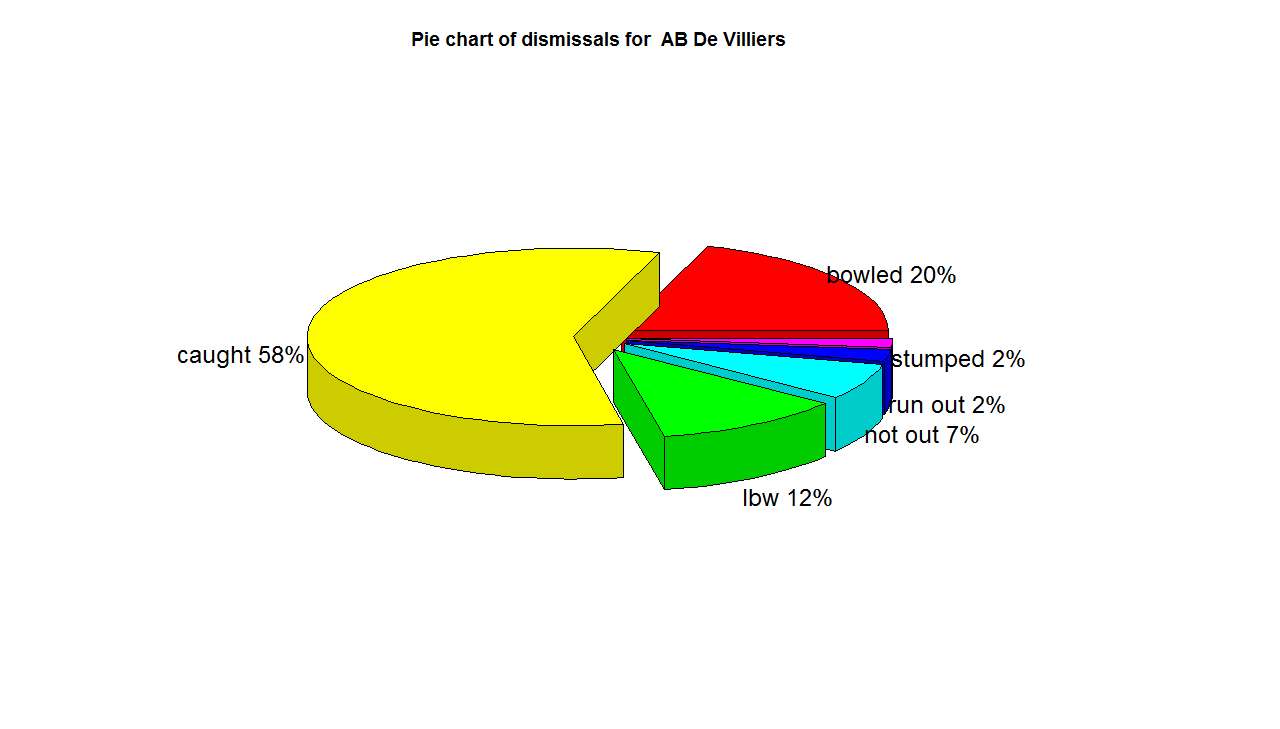 Pie chart of dismissals for  AB De Villiers
bowled 20%
caught 58%
stumped 2%
run out 2%
not out 7%
lbw 12%